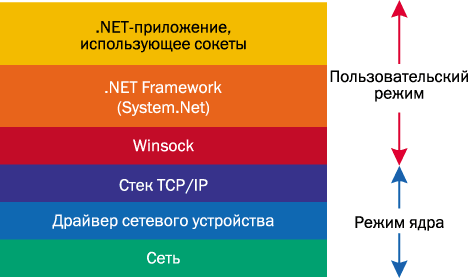 .NET-приложение,
использующее сокеты
.NET Framework
(System.Net)
Winsock
Стек TCP/IP
Драйвер сетевого устройства
Сеть
Пользовательский
режим
Режим ядра